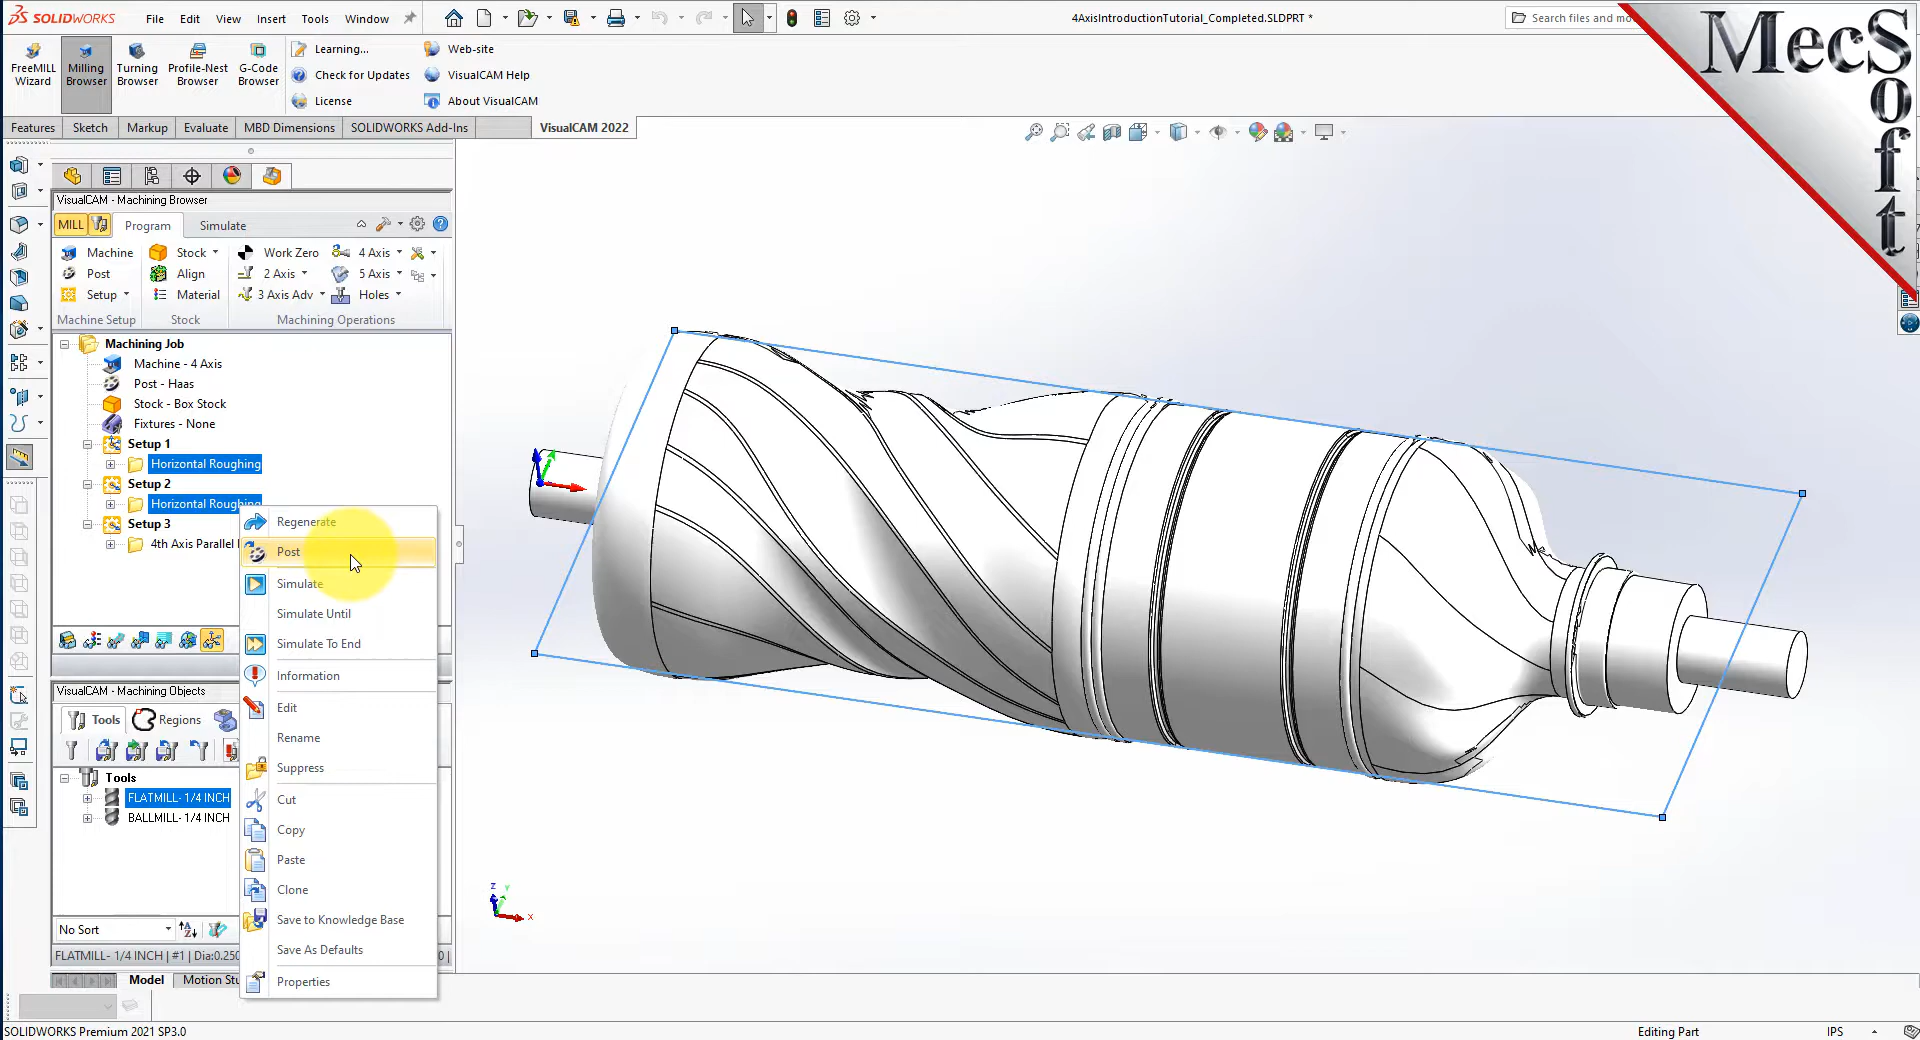 SOLIDWORKS File Edit View Insert Tools Window
4AxisIntroductionTutorial_Completed.SLDPRT *
Search files and mo
MecSoft
FreeMILL Wizard
Milling Browser
Turning Browser
Profile-Nest Browser
G-Code Browser
Learning...
Check for Updates
License
Web-site
VisualCAM Help
About VisualCAM
Features Sketch Markup Evaluate MBD Dimensions SOLIDWORKS Add-Ins VisualCAM 2022
VisualCAM - Machining Browser
MILL Program Simulate
Machine Stock Work Zero 4 Axis
Post Align 2 Axis 5 Axis
Setup Material 3 Axis Adv Holes
Machine Setup Stock Machining Operations
Machining Job
Machine - 4 Axis
Post - Haas
Stock - Box Stock
Fixtures - None
Setup 1
Horizontal Roughing
Setup 2
Horizontal Roughing
Setup 3
4th Axis Parallel
Regenerate
Post
Simulate
Simulate Until
Simulate To End
Information
Edit
Rename
Suppress
Cut
Copy
Paste
Clone
Save to Knowledge Base
Save As Defaults
Properties
VisualCAM - Machining Objects
Tools Regions
Tools
FLATMILL- 1/4 INCH
BALLMILL- 1/4 INCH
No Sort
FLATMILL- 1/4 INCH | #1 | Dia:0.250
0 |
Model Motion Stu
z
y
x
SOLIDWORKS Premium 2021 SP3.0
Editing Part
IPS